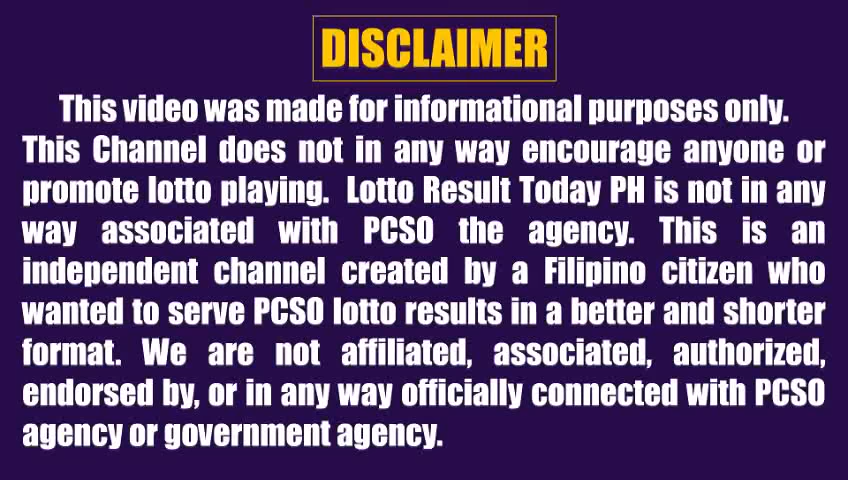 DISCLAIMER
This video was made for informational purposes only.
This Channel does not in any way encourage anyone or
promote lotto playing. Lotto Result Today PH is not in any
way associated with PCSO the agency. This is an
independent channel created by a Filipino citizen who
wanted to serve PCSO lotto results in a better and shorter
format. We are not affiliated, associated, authorized,
endorsed by, or in any way officially connected with PCSO
agency or government agency.